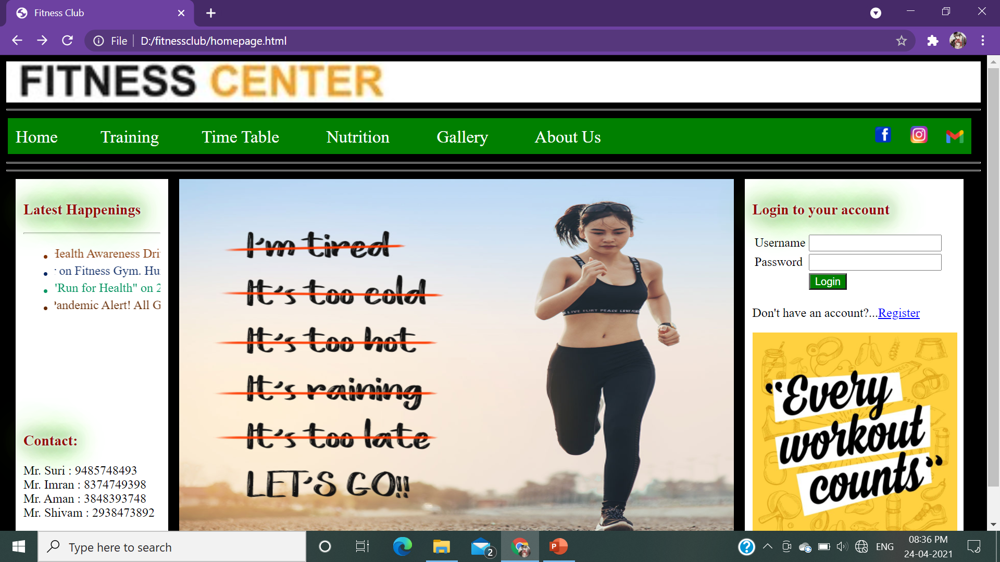 Fitness Club
File D:/fitnessclub/homepage.html
FITNESS CENTER
Home Training Time Table Nutrition Gallery About Us
Latest Happenings
Health Awareness Dri
on Fitness Gym. Hu
"Run for Health" on 2
Pandemic Alert! All G
Contact:
Mr. Suri : 9485748493
Mr. Imran : 8374749398
Mr. Aman : 3848393748
Mr. Shivam : 2938473892
I'm tired
It's too cold
It's too hot
It's raining
It's too late
LET'S GO!!
Login to your account
Username
Password
Login
Don't have an account?...Register
"Every
workout
counts"
Type here to search
2
ENG
08:36 PM
24-04-2021